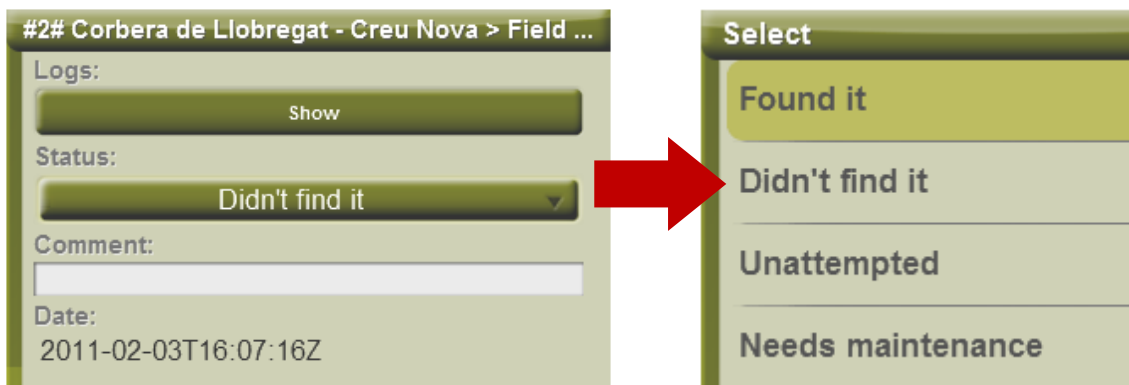 #2# Corbera de Llobregat - Creu Nova > Field ...
Logs:
Show
Status:
Didn't find it
Comment:
Date:
2011-02-03T16:07:16Z
Select
Found it
Didn't find it
Unattempted
Needs maintenance